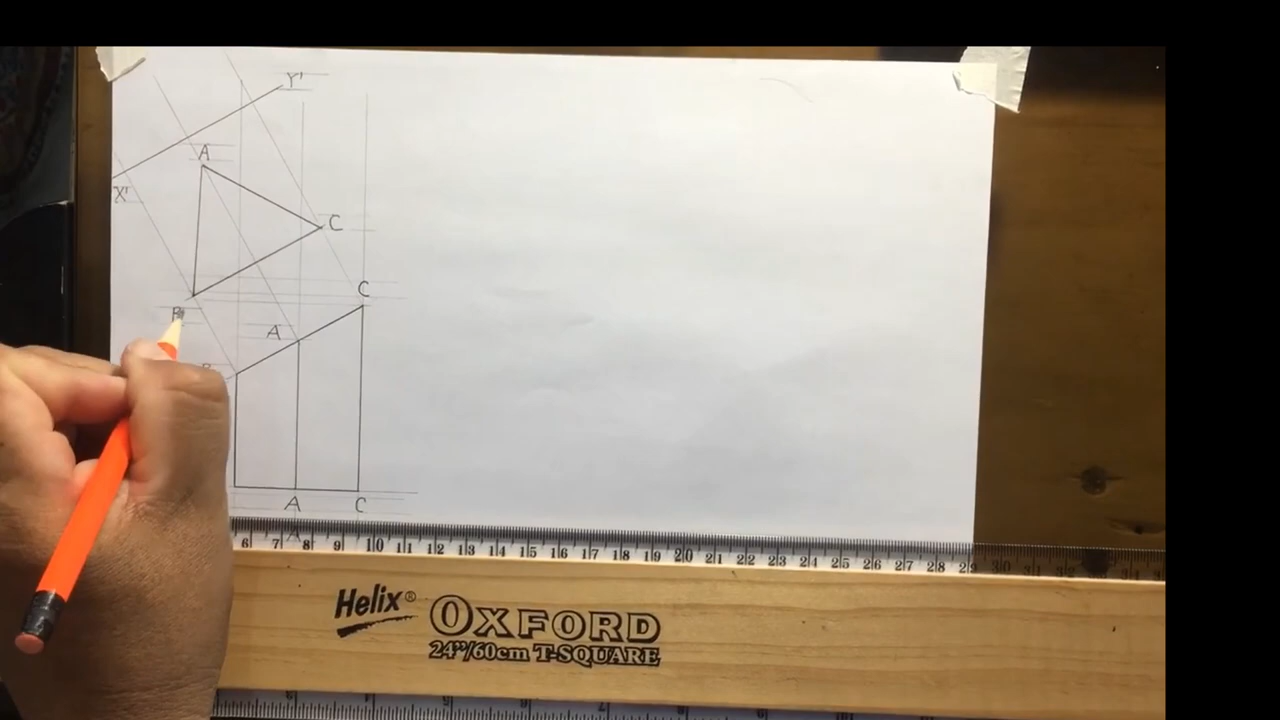 Y'
A
X'
C
C
B
A
B
A C
A
6 7 8 9 10 11 12 13 14 15 16 17 18 19 20 21 22 23 24 25 26 27 28 29 30 31
Helix®
OXFORD
24"/60cm T-SQUARE